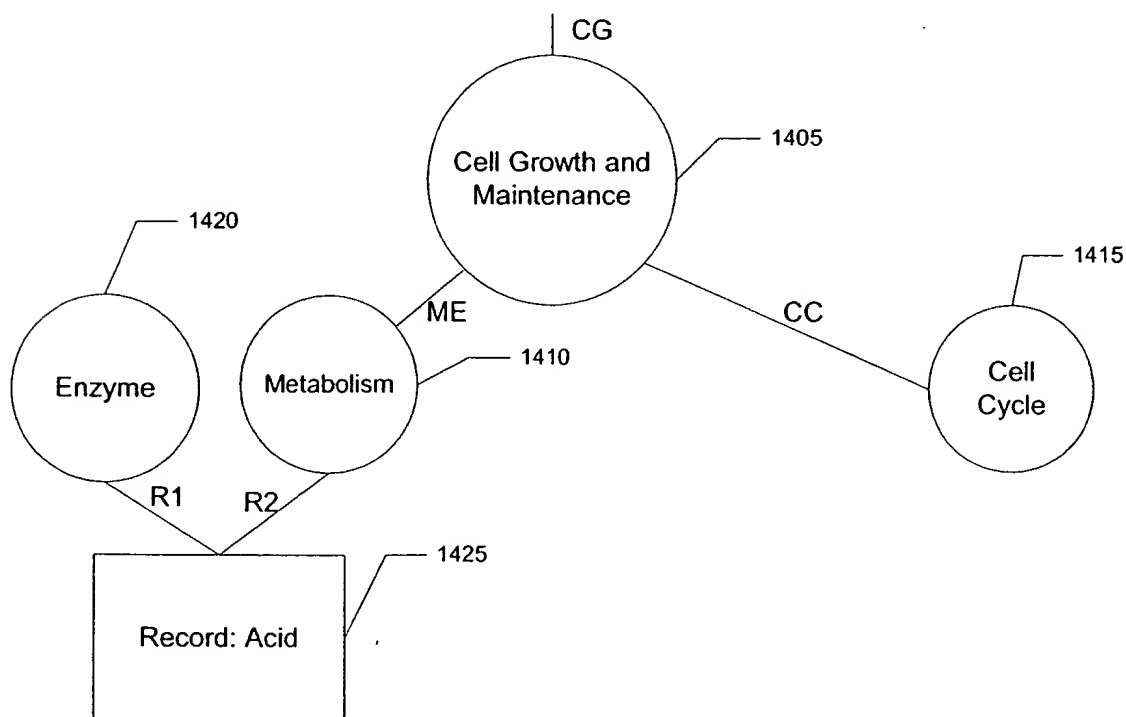 CG
1405
Cell Growth and
Maintenance
1420
1415
ME
CC
1410
Enzyme
Metabolism
Cell
Cycle
R1
R2
1425
Record: Acid